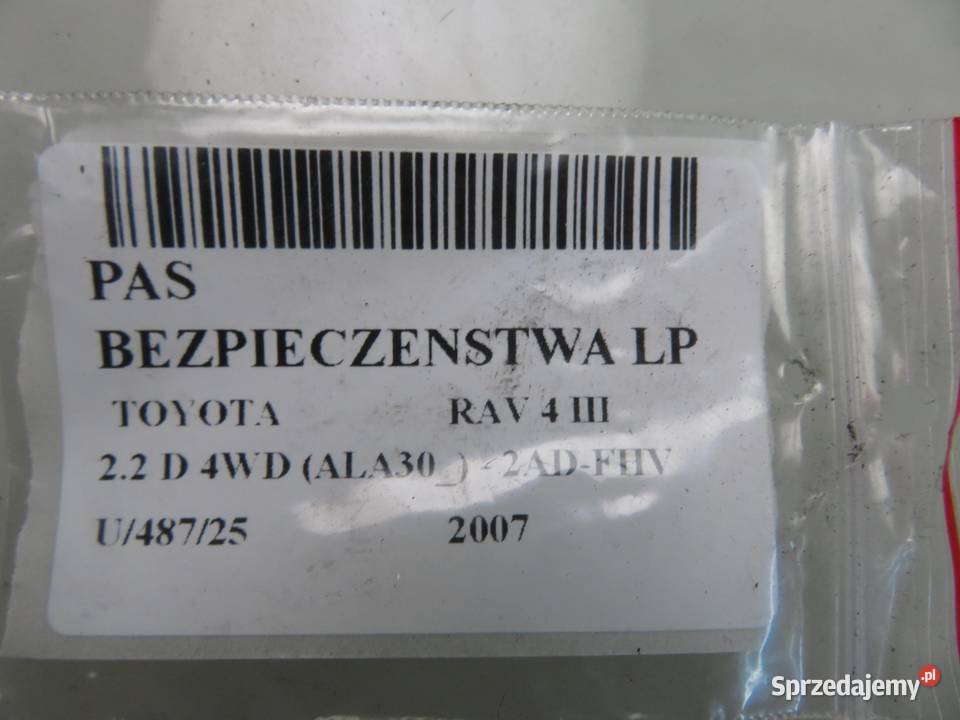 PAS
BEZPIECZENSTWA LP
TOYOTA RAV 4 III
2.2 D 4WD (ALA30_) - 2AD-FHV
U/487/25 2007
Sprzedajemy.pl